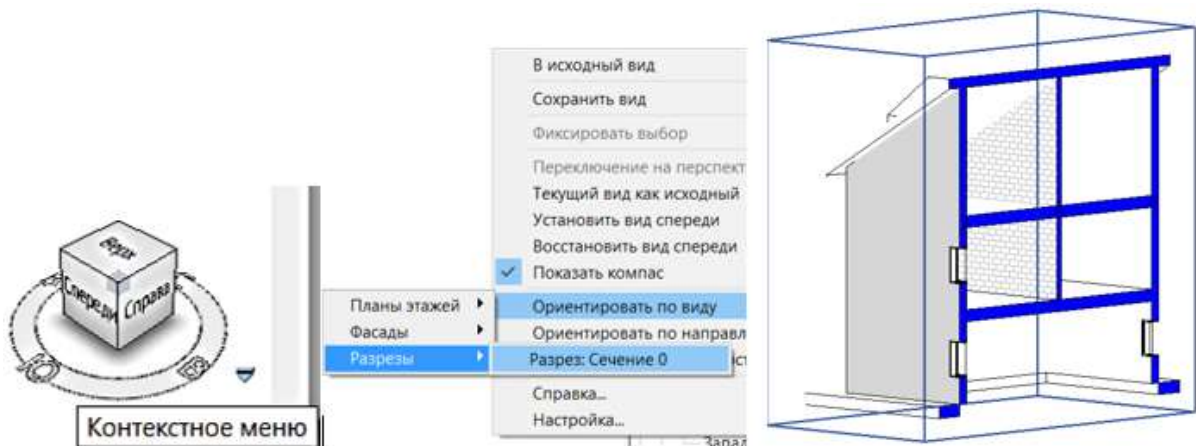 Верх
Спереди
Справа
Ю
В
Контекстное меню
В исходный вид
Сохранить вид
Фиксировать выбор
Переключение на перспект
Текущий вид как исходный
Установить вид спереди
Восстановить вид спереди
Показать компас
Ориентировать по виду
Ориентировать по направл
Планы этажей
Фасады
Разрезы
Разрез: Сечение 0
Справка...
Настройка...
Запад